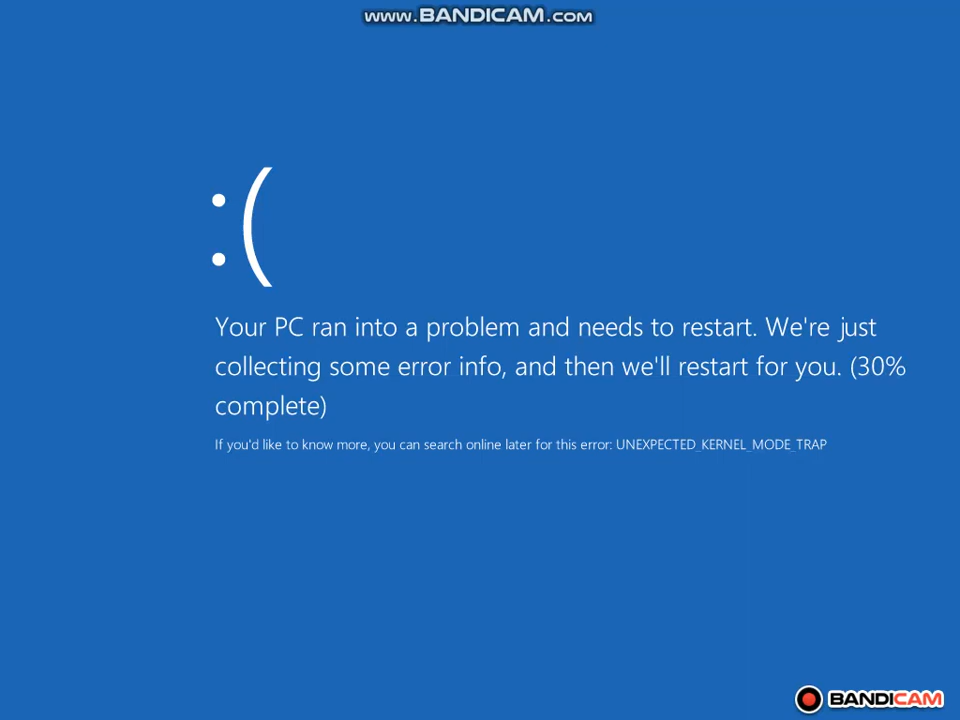 www.BANDICAM.com
:(
Your PC ran into a problem and needs to restart. We're just
collecting some error info, and then we'll restart for you. (30%
complete)
If you'd like to know more, you can search online later for this error: UNEXPECTED_KERNEL_MODE_TRAP
BANDICAM